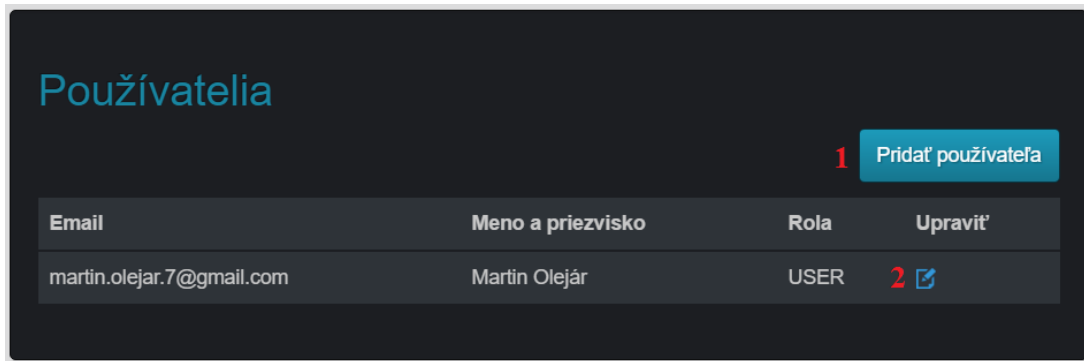 Používatelia
1 Pridať používateľa
Email Meno a priezvisko Rola Upraviť
martin.olejar.7@gmail.com Martin Olejár USER 2